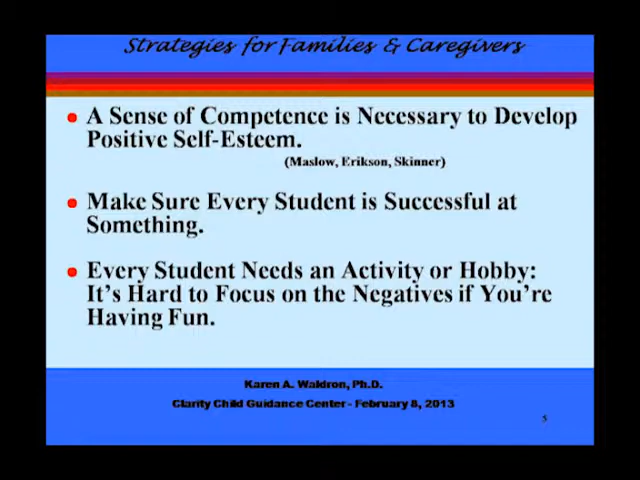 Strategies for Families & Caregivers
A Sense of Competence is Necessary to Develop
Positive Self-Esteem.
(Maslow, Erikson, Skinner)
Make Sure Every Student is Successful at
Something.
Every Student Needs an Activity or Hobby:
It's Hard to Focus on the Negatives if You're
Having Fun.
Karen A. Waldron, Ph.D.
Clarity Child Guidance Center - February 8, 2013
5